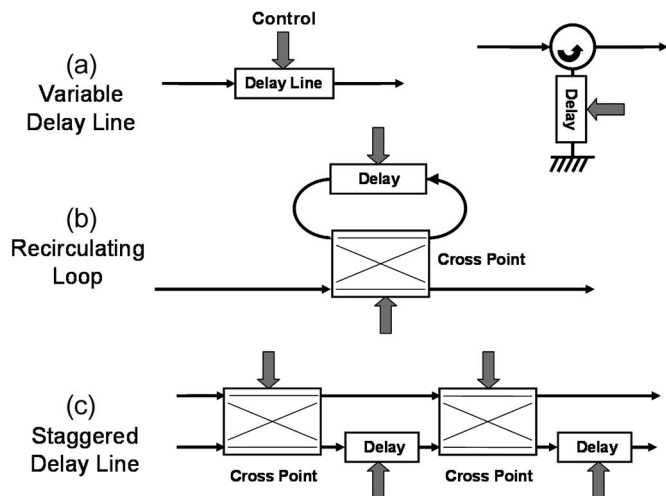 Control
(a)
Variable
Delay Line
Delay Line
Delay
Delay
(b)
Recirculating
Loop
Cross Point
(c)
Staggered
Delay Line
Delay
Delay
Cross Point
Cross Point